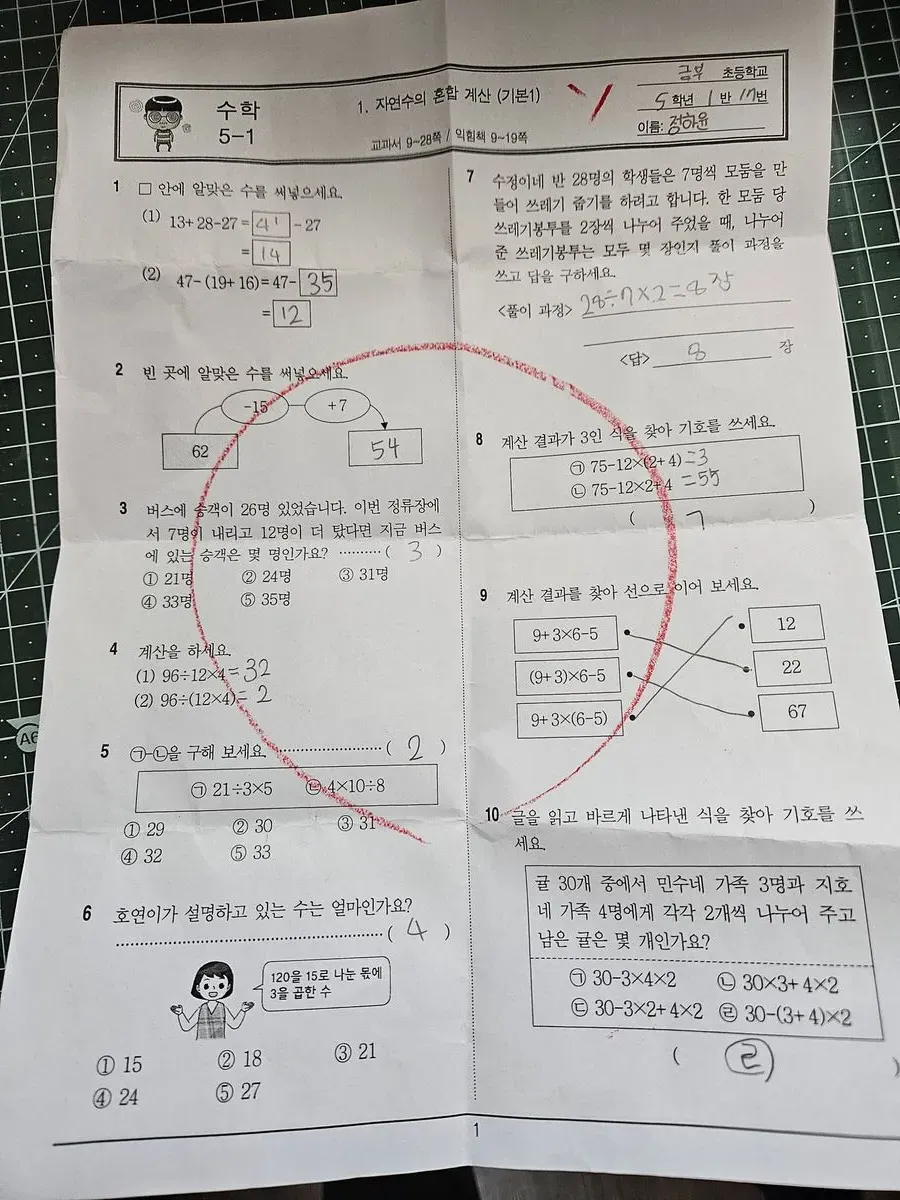 수학
5-1
1. 자연수의 혼합 계산 (기본1)
교과서 9~28쪽 / 익힘책 9~19쪽
금부 초등학교
5 학년 1 반 17번
이름: 정하윤
1 □ 안에 알맞은 수를 써넣으세요.
(1) 13+28-27 = 41 - 27
= 14
(2) 47-(19+16)=47- 35
= 12
2 빈 곳에 알맞은 수를 써넣으세요.
-15 +7
62 54
3 버스에 승객이 26명 있었습니다. 이번 정류장에
서 7명이 내리고 12명이 더 탔다면 지금 버스
에 있는 승객은 몇 명인가요? ·········· ( 3 )
① 21명 ② 24명 ③ 31명
④ 33명 ⑤ 35명
4 계산을 하세요.
(1) 96÷12×4 =32
(2) 96÷(12×4)= 2
5 ㉠-㉡을 구해 보세요. ························ ( 2 )
㉠ 21÷3×5 ㉡ 4×10÷8
① 29 ② 30 ③ 31
④ 32 ⑤ 33
6 호연이가 설명하고 있는 수는 얼마인가요?
························································ ( 4 )
120을 15로 나눈 몫에
3을 곱한 수
① 15 ② 18 ③ 21
④ 24 ⑤ 27
7 수정이네 반 28명의 학생들은 7명씩 모둠을 만
들어 쓰레기 줍기를 하려고 합니다. 한 모둠 당
쓰레기봉투를 2장씩 나누어 주었을 때, 나누어
준 쓰레기봉투는 모두 몇 장인지 풀이 과정을
쓰고 답을 구하세요.
<풀이 과정> 28÷7×2=8장
<답> 8 장
8 계산 결과가 3인 식을 찾아 기호를 쓰세요.
㉠ 75-12×(2+4) =3
㉡ 75-12×2+4 =55
( ㄱ )
9 계산 결과를 찾아 선으로 이어 보세요.
9+3×6-5 12
(9+3)×6-5 22
9+3×(6-5) 67
10 글을 읽고 바르게 나타낸 식을 찾아 기호를 쓰
세요.
귤 30개 중에서 민수네 가족 3명과 지호
네 가족 4명에게 각각 2개씩 나누어 주고
남은 귤은 몇 개인가요?
㉠ 30-3×4×2 ㉡ 30×3+4×2
㉢ 30-3×2+4×2 ㉣ 30-(3+4)×2
( ㉣ )
1
A6